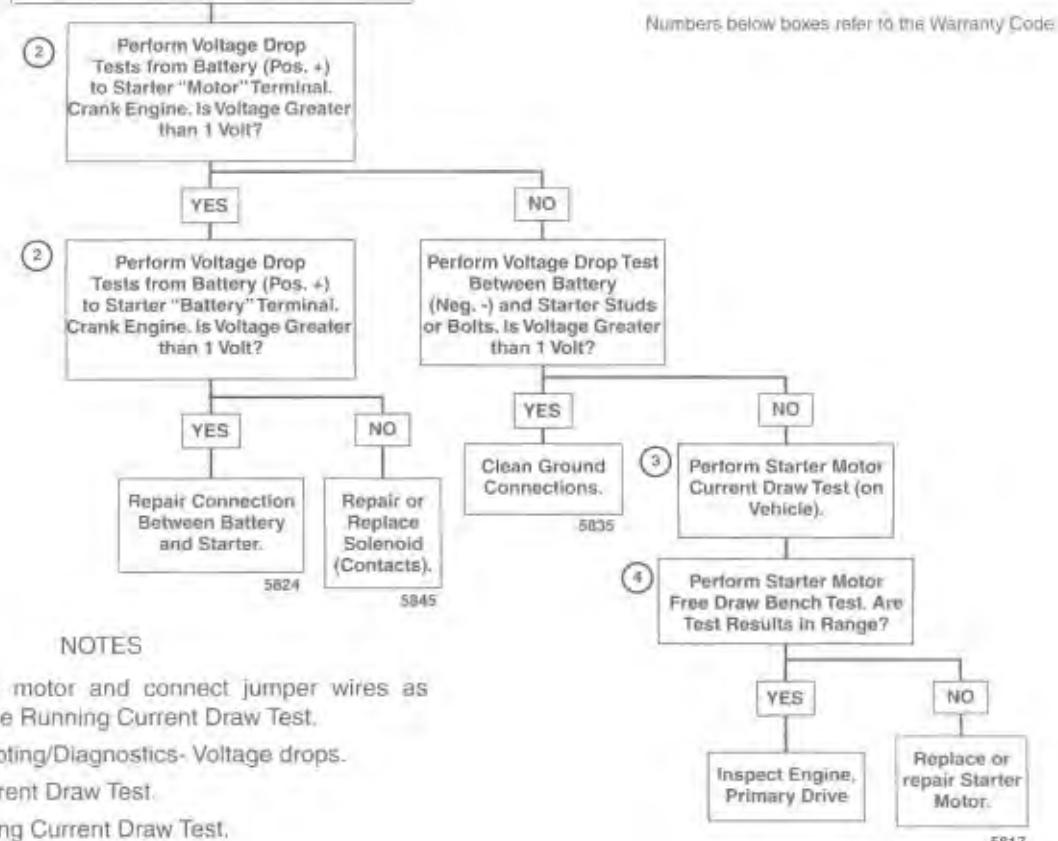 Numbers below boxes refer to the Warranty Code
2
Perform Voltage Drop
Tests from Battery (Pos. +)
to Starter "Motor" Terminal.
Crank Engine. Is Voltage Greater
than 1 Volt?
YES
NO
2
Perform Voltage Drop
Tests from Battery (Pos. +)
to Starter "Battery" Terminal.
Crank Engine. Is Voltage Greater
than 1 Volt?
Perform Voltage Drop Test
Between Battery
(Neg. -) and Starter Studs
or Bolts. Is Voltage Greater
than 1 Volt?
YES
NO
YES
NO
Repair Connection
Between Battery
and Starter.
5824
Repair or
Replace
Solenoid
(Contacts).
5845
Clean Ground
Connections.
5835
3
Perform Starter Motor
Current Draw Test (on
Vehicle).
4
Perform Starter Motor
Free Draw Bench Test. Are
Test Results in Range?
YES
NO
Inspect Engine,
Primary Drive
Replace or
repair Starter
Motor.
5817
NOTES
motor and connect jumper wires as
Running Current Draw Test.
Diagnostics- Voltage drops.
Draw Test.
Current Draw Test.